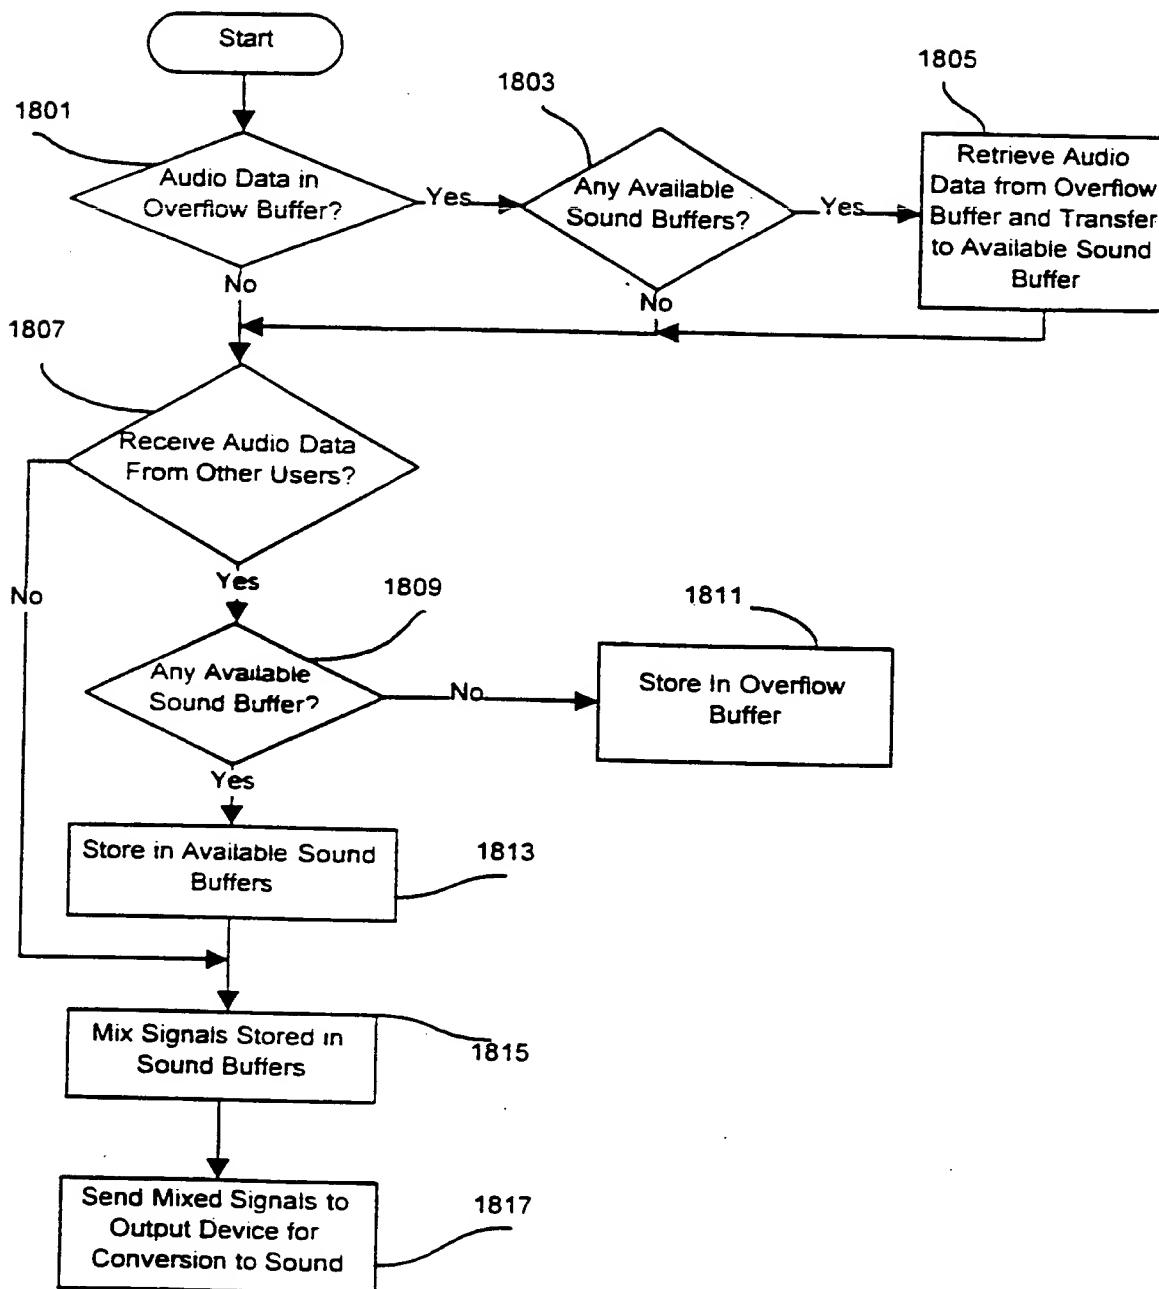 Start
1801
1803
1805
Audio Data in
Overflow Buffer?
Yes
Any Available
Sound Buffers?
Yes
Retrieve Audio
Data from Overflow
Buffer and Transfer
to Available Sound
Buffer
No
No
1807
Receive Audio Data
From Other Users?
No
Yes
1809
1811
Any Available
Sound Buffer?
No
Store In Overflow
Buffer
Yes
Store in Available Sound
Buffers
1813
Mix Signals Stored in
Sound Buffers
1815
Send Mixed Signals to
Output Device for
Conversion to Sound
1817